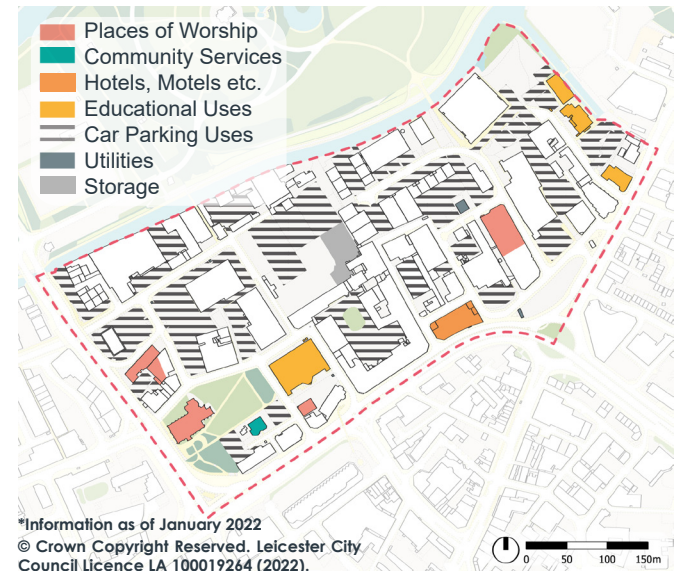 Places of Worship
Community Services
Hotels, Motels etc.
Educational Uses
Car Parking Uses
Utilities
Storage
*Information as of January 2022
© Crown Copyright Reserved. Leicester City
Council Licence LA 100019264 (2022).
0 50 100 150m